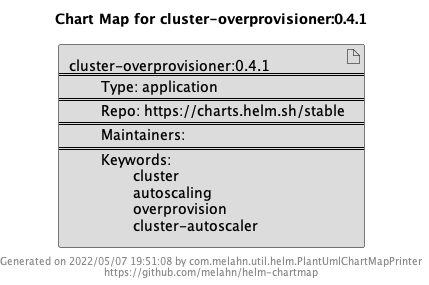 Chart Map for cluster-overprovisioner:0.4.1
cluster-overprovisioner:0.4.1
Type: application
Repo: https://charts.helm.sh/stable
Maintainers:
Keywords:
cluster
autoscaling
overprovision
cluster-autoscaler
Generated on 2022/05/07 19:51:08 by com.melahn.util.helm.PlantUmlChartMapPrinter
https://github.com/melahn/helm-chartmap